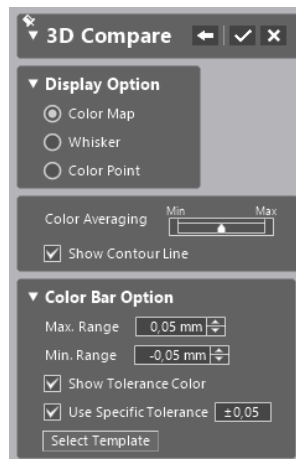 3D Compare
Display Option
Color Map
Whisker
Color Point
Color Averaging Min Max
Show Contour Line
Color Bar Option
Max. Range 0,05 mm
Min. Range -0,05 mm
Show Tolerance Color
Use Specific Tolerance ±0,05
Select Template